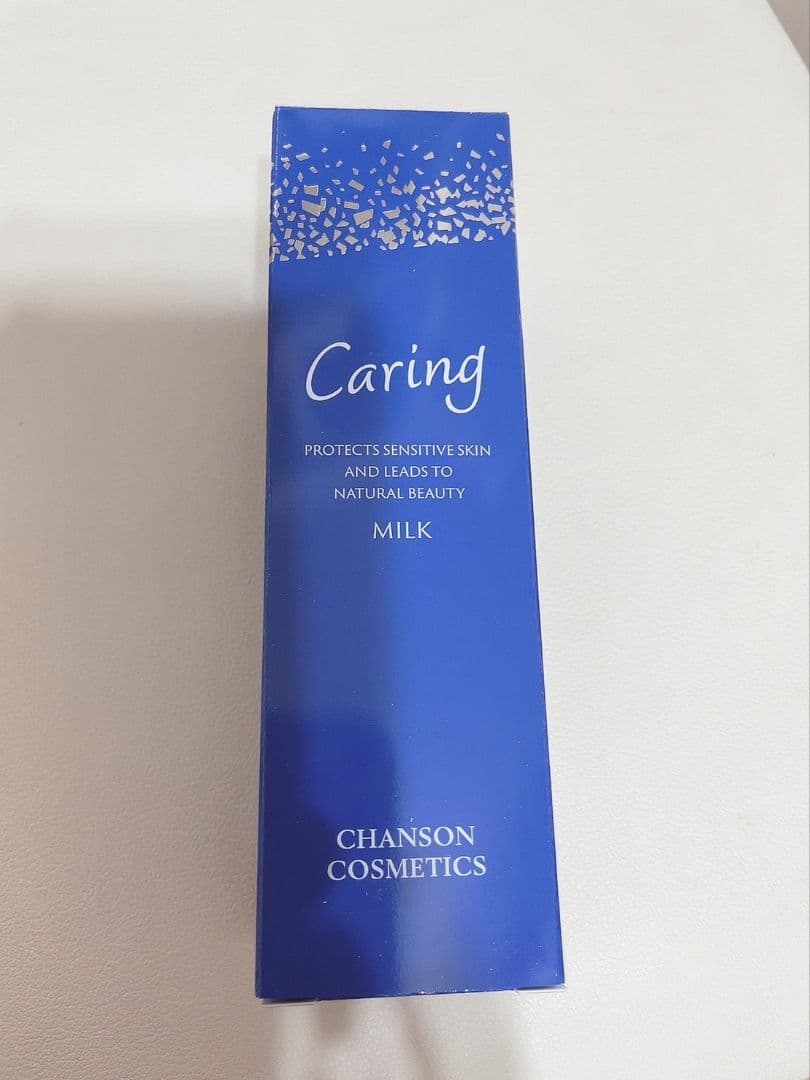 Caring
PROTECTS SENSITIVE SKIN
AND LEADS TO
NATURAL BEAUTY
MILK
CHANSON
COSMETICS